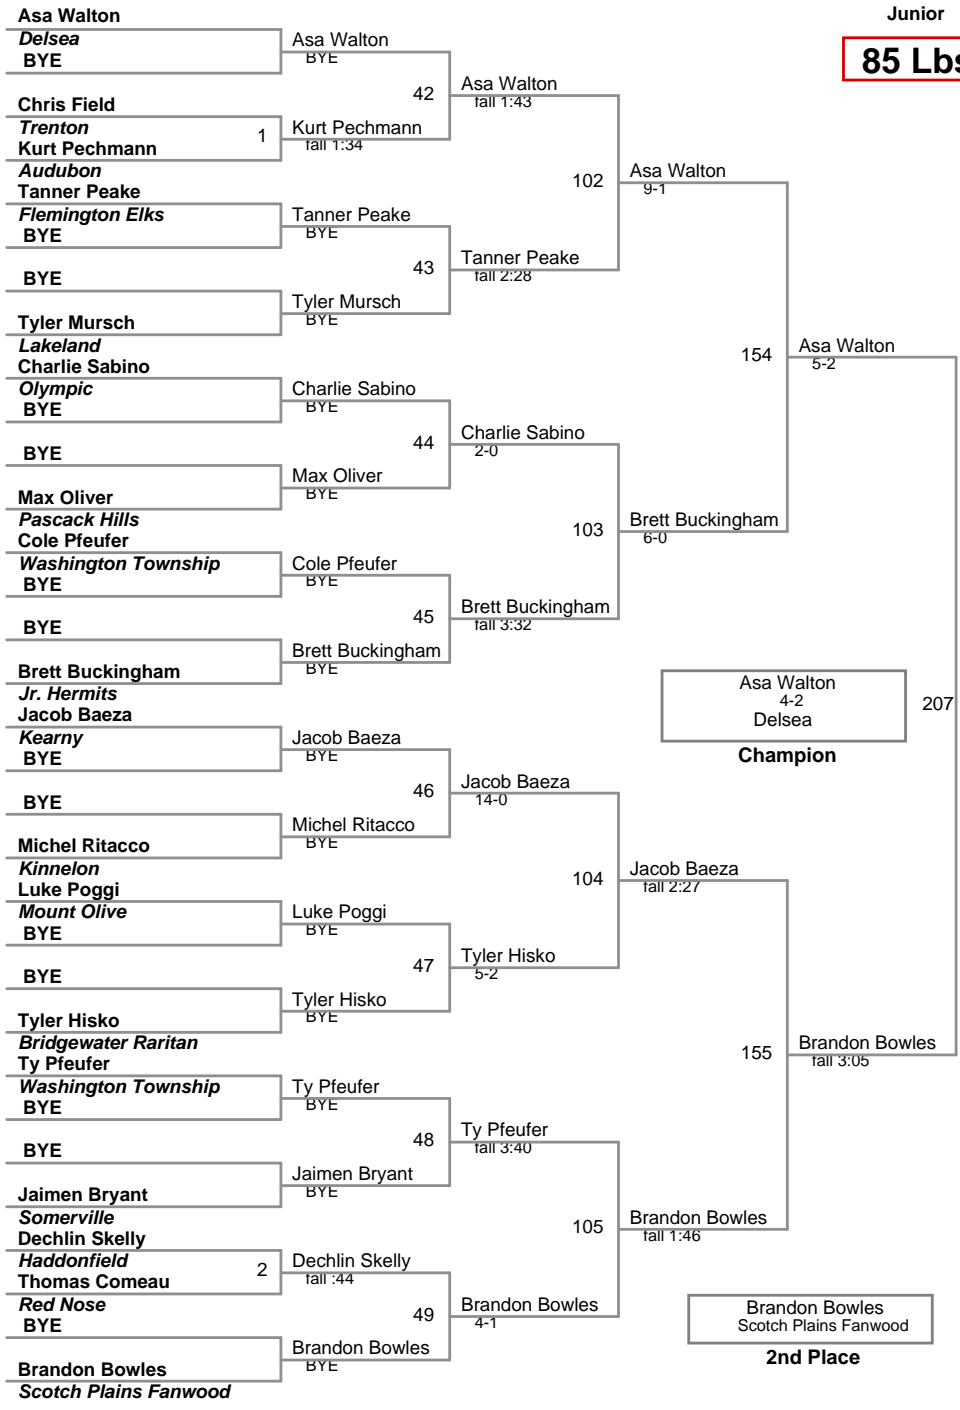 Asa Walton
Delsea
BYE
Chris Field
Trenton
Kurt Pechmann
Audubon
Tanner Peake
Flemington Elks
BYE
BYE
Tyler Mursch
Lakeland
Charlie Sabino
Olympic
BYE
BYE
Max Oliver
Pascack Hills
Cole Pfeufer
Washington Township
BYE
BYE
Brett Buckingham
Jr. Hermits
Jacob Baeza
Kearny
BYE
BYE
Michel Ritacco
Kinnelon
Luke Poggi
Mount Olive
BYE
BYE
Tyler Hisko
Bridgewater Raritan
Ty Pfeufer
Washington Township
BYE
BYE
Jaimen Bryant
Somerville
Dechlin Skelly
Haddonfield
Thomas Comeau
Red Nose
BYE
Brandon Bowles
Scotch Plains Fanwood
1
2
Asa Walton
BYE
Kurt Pechmann
fall 1:34
Tanner Peake
BYE
Tyler Mursch
BYE
Charlie Sabino
BYE
Max Oliver
BYE
Cole Pfeufer
BYE
Brett Buckingham
BYE
Jacob Baeza
BYE
Michel Ritacco
BYE
Luke Poggi
BYE
Tyler Hisko
BYE
Ty Pfeufer
BYE
Jaimen Bryant
BYE
Dechlin Skelly
fall :44
Brandon Bowles
BYE
42
43
44
45
46
47
48
49
Asa Walton
fall 1:43
Tanner Peake
fall 2:28
Charlie Sabino
2-0
Brett Buckingham
fall 3:32
Jacob Baeza
14-0
Tyler Hisko
5-2
Ty Pfeufer
fall 3:40
Brandon Bowles
4-1
102
103
104
105
Asa Walton
9-1
Brett Buckingham
6-0
Jacob Baeza
fall 2:27
Brandon Bowles
fall 1:46
154
155
Asa Walton
5-2
Brandon Bowles
fall 3:05
Junior
85 Lbs
Asa Walton
4-2
Delsea
Champion
207
Brandon Bowles
Scotch Plains Fanwood
2nd Place